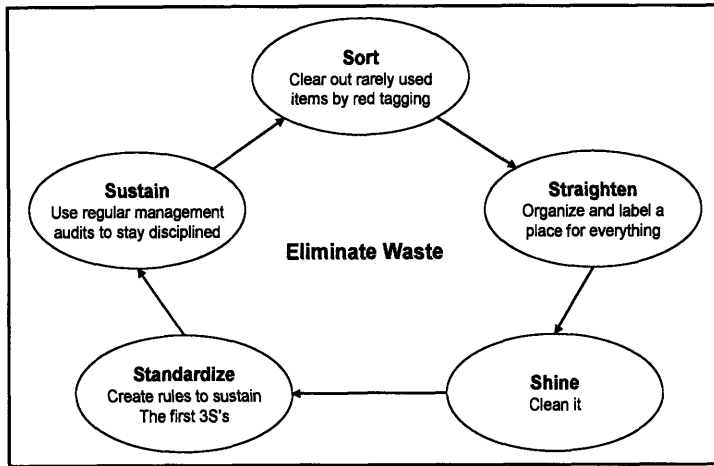 Sort
Clear out rarely used
items by red tagging
Straighten
Organize and label a
place for everything
Shine
Clean it
Standardize
Create rules to sustain
The first 3S's
Sustain
Use regular management
audits to stay disciplined
Eliminate Waste